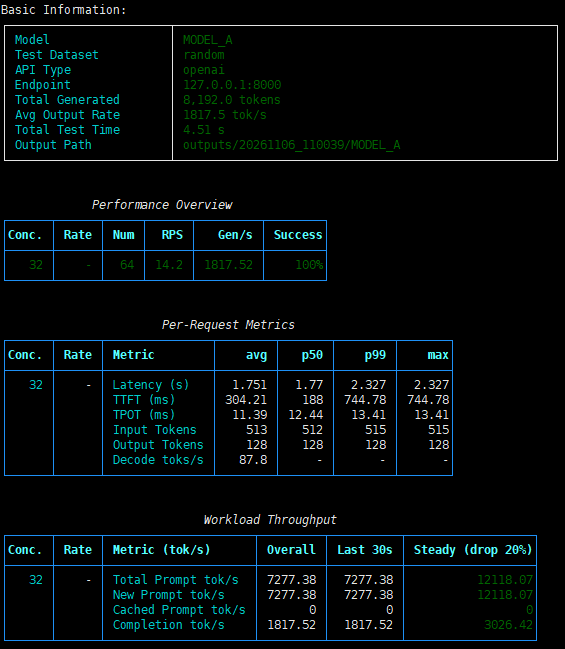 Basic Information:
Model MODEL_A
Test Dataset random
API Type openai
Endpoint 127.0.0.1:8000
Total Generated 8,192.0 tokens
Avg Output Rate 1817.5 tok/s
Total Test Time 4.51 s
Output Path outputs/20261106_110039/MODEL_A
Performance Overview
Conc. Rate Num RPS Gen/s Success
32 - 64 14.2 1817.52 100%
Per-Request Metrics
Conc. Rate Metric avg p50 p99 max
32 - Latency (s) 1.751 1.77 2.327 2.327
TTFT (ms) 304.21 188 744.78 744.78
TPOT (ms) 11.39 12.44 13.41 13.41
Input Tokens 513 512 515 515
Output Tokens 128 128 128 128
Decode toks/s 87.8 - - -
Workload Throughput
Conc. Rate Metric (tok/s) Overall Last 30s Steady (drop 20%)
32 - Total Prompt tok/s 7277.38 7277.38 12118.07
New Prompt tok/s 7277.38 7277.38 12118.07
Cached Prompt tok/s 0 0 0
Completion tok/s 1817.52 1817.52 3026.42